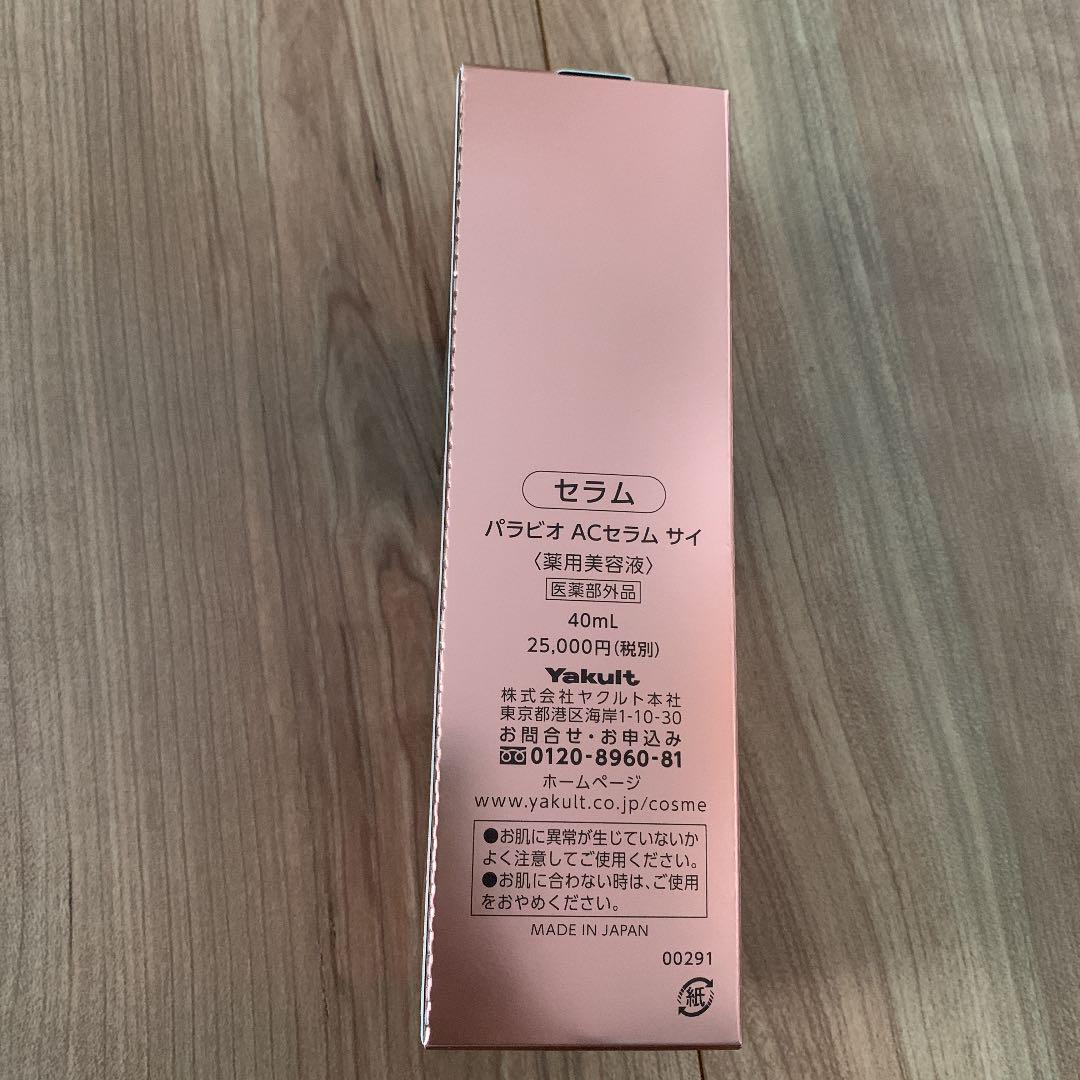 セラム
パラビオ ACセラム サイ
〈薬用美容液〉
医薬部外品
40mL
25,000円(税別)
Yakult
株式会社ヤクルト本社
東京都港区海岸1-10-30
お問合せ・お申込み
0120-8960-81
ホームページ
www.yakult.co.jp/cosme
●お肌に異常が生じていないか
よく注意してご使用ください。
●お肌に合わない時は、ご使用
をおやめください。
MADE IN JAPAN
00291
紙